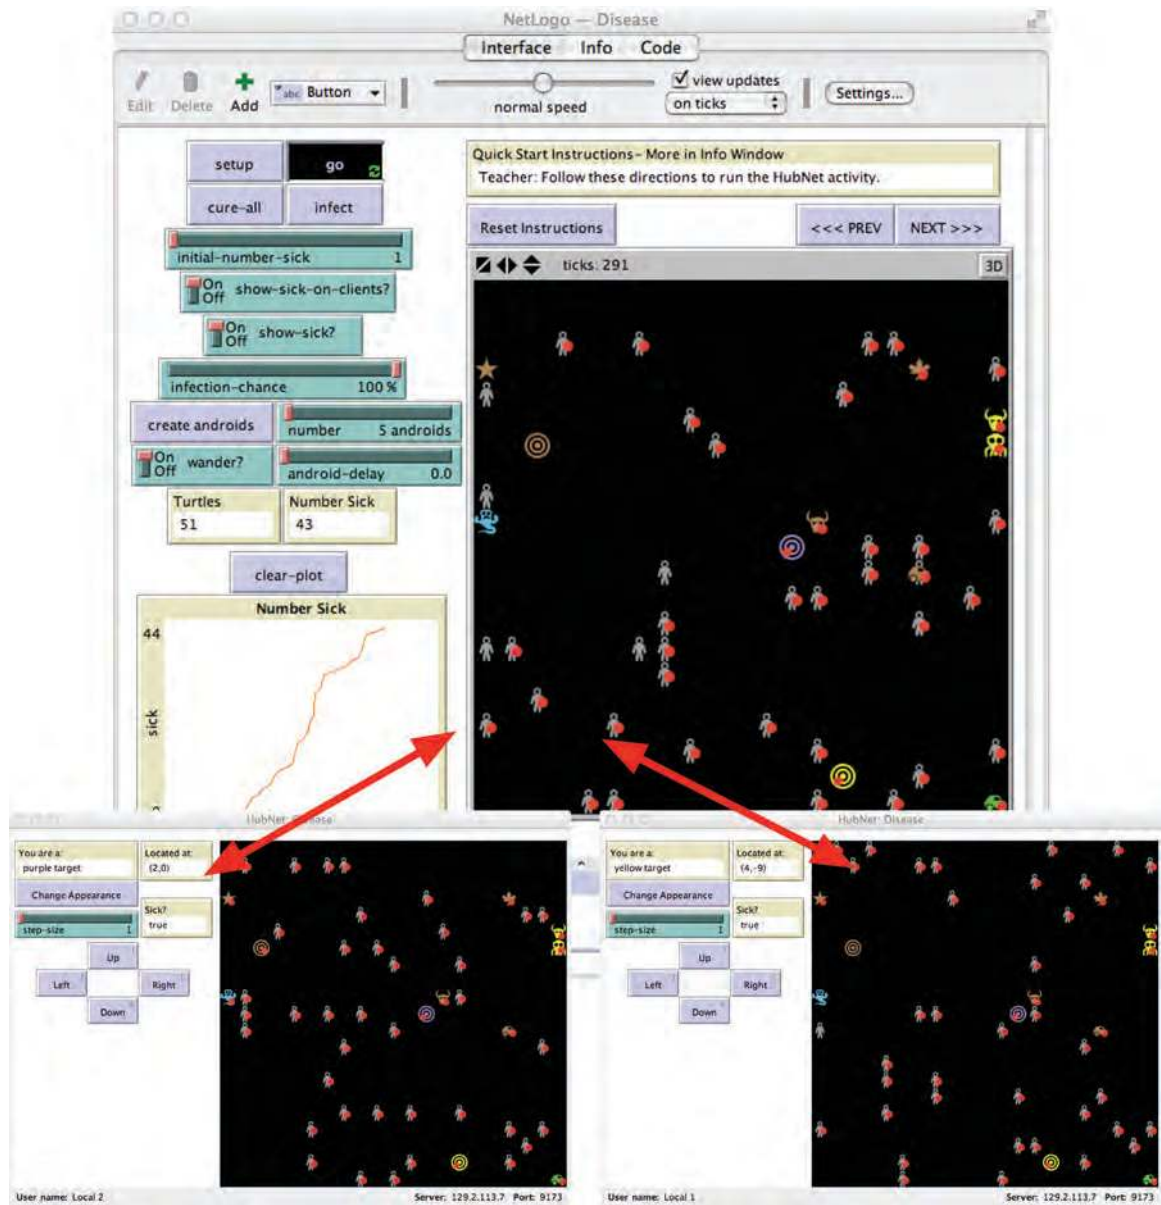 NetLogo — Disease
Interface Info Code
Edit Delete Add abc Button normal speed view updates on ticks Settings...
setup go
cure-all infect
initial-number-sick 1
On Off show-sick-on-clients?
On Off show-sick?
infection-chance 100 %
create androids number 5 androids
On Off wander? android-delay 0.0
Turtles Number Sick
51 43
clear-plot
Number Sick
44
sick
Quick Start Instructions- More in Info Window
Teacher: Follow these directions to run the HubNet activity.
Reset Instructions <<< PREV NEXT >>>
ticks: 291 3D
HubNet: Disease
You are a: Located at:
purple target (2,0)
Change Appearance
Sick?
step-size 1 true
Up
Left Right
Down
User name: Local 2 Server: 129.2.113.7 Port: 9173
HubNet: Disease
You are a: Located at:
yellow target (4,-9)
Change Appearance
Sick?
step-size 1 true
Up
Left Right
Down
User name: Local 1 Server: 129.2.113.7 Port: 9173